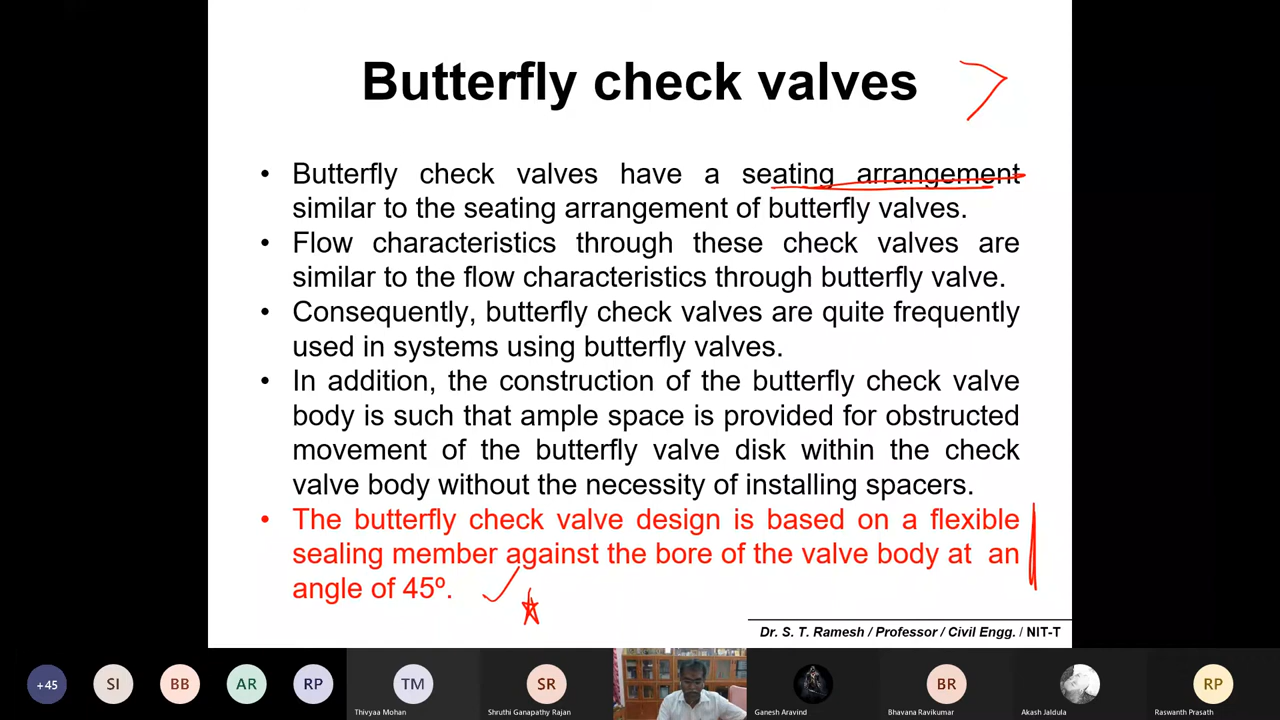 Butterfly check valves
• Butterfly check valves have a seating arrangement
similar to the seating arrangement of butterfly valves.
• Flow characteristics through these check valves are
similar to the flow characteristics through butterfly valve.
• Consequently, butterfly check valves are quite frequently
used in systems using butterfly valves.
• In addition, the construction of the butterfly check valve
body is such that ample space is provided for obstructed
movement of the butterfly valve disk within the check
valve body without the necessity of installing spacers.
• The butterfly check valve design is based on a flexible
sealing member against the bore of the valve body at an
angle of 45º.
Dr. S. T. Ramesh / Professor / Civil Engg. / NIT-T
+45 SI BB AR RP TM SR BR RP
Thivyaa Mohan Shruthi Ganapathy Rajan Ganesh Aravind Bhavana Ravikumar Akash Jaldula Raswanth Prasath